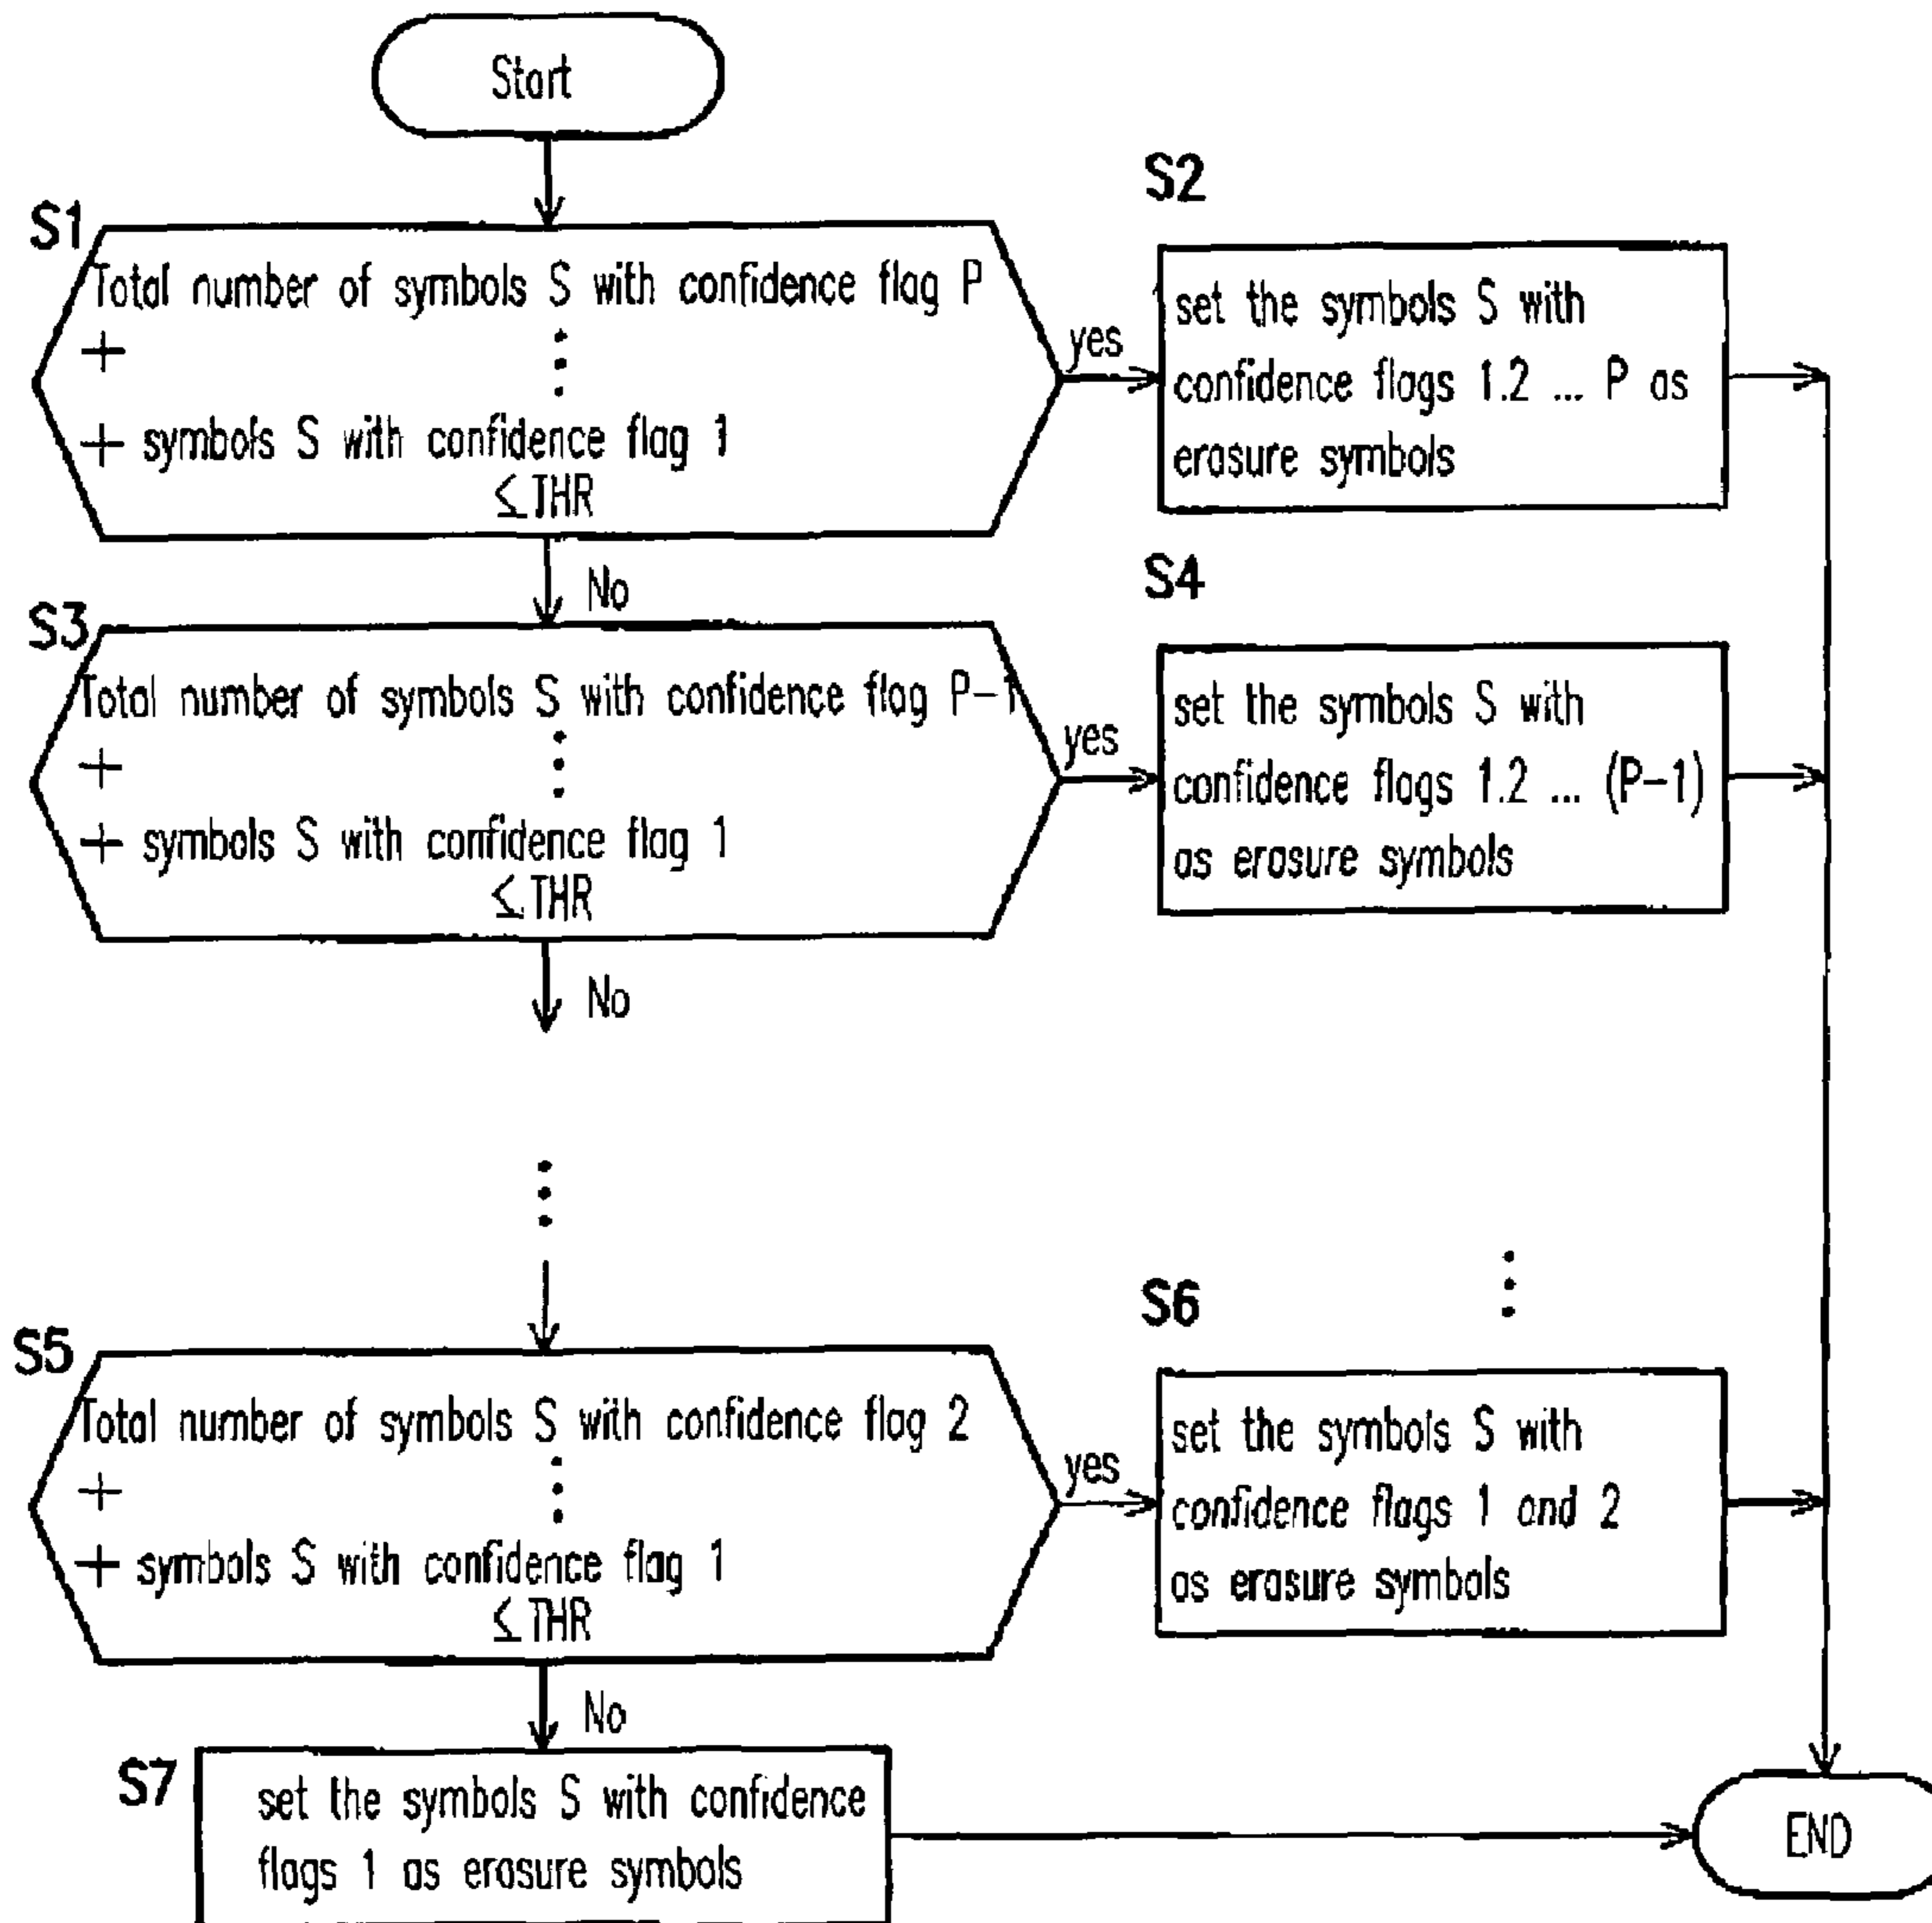 Start
S1
Total number of symbols S with confidence flag P
+
+ symbols S with confidence flag 1
≤THR
yes
No
S2
set the symbols S with
confidence flags 1.2 ... P as
erasure symbols
S3
Total number of symbols S with confidence flag P-1
+
+ symbols S with confidence flag 1
≤THR
yes
No
S4
set the symbols S with
confidence flags 1.2 ... (P-1)
as erasure symbols
S5
Total number of symbols S with confidence flag 2
+
+ symbols S with confidence flag 1
≤THR
yes
No
S6
set the symbols S with
confidence flags 1 and 2
as erasure symbols
S7
set the symbols S with confidence
flags 1 as erasure symbols
END